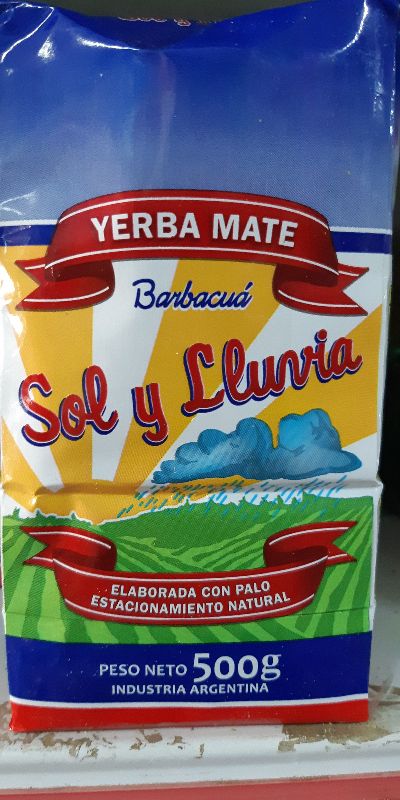 YERBA MATE
Barbacuá
Sol y Lluvia
ELABORADA CON PALO
ESTACIONAMIENTO NATURAL
PESO NETO 500g
INDUSTRIA ARGENTINA